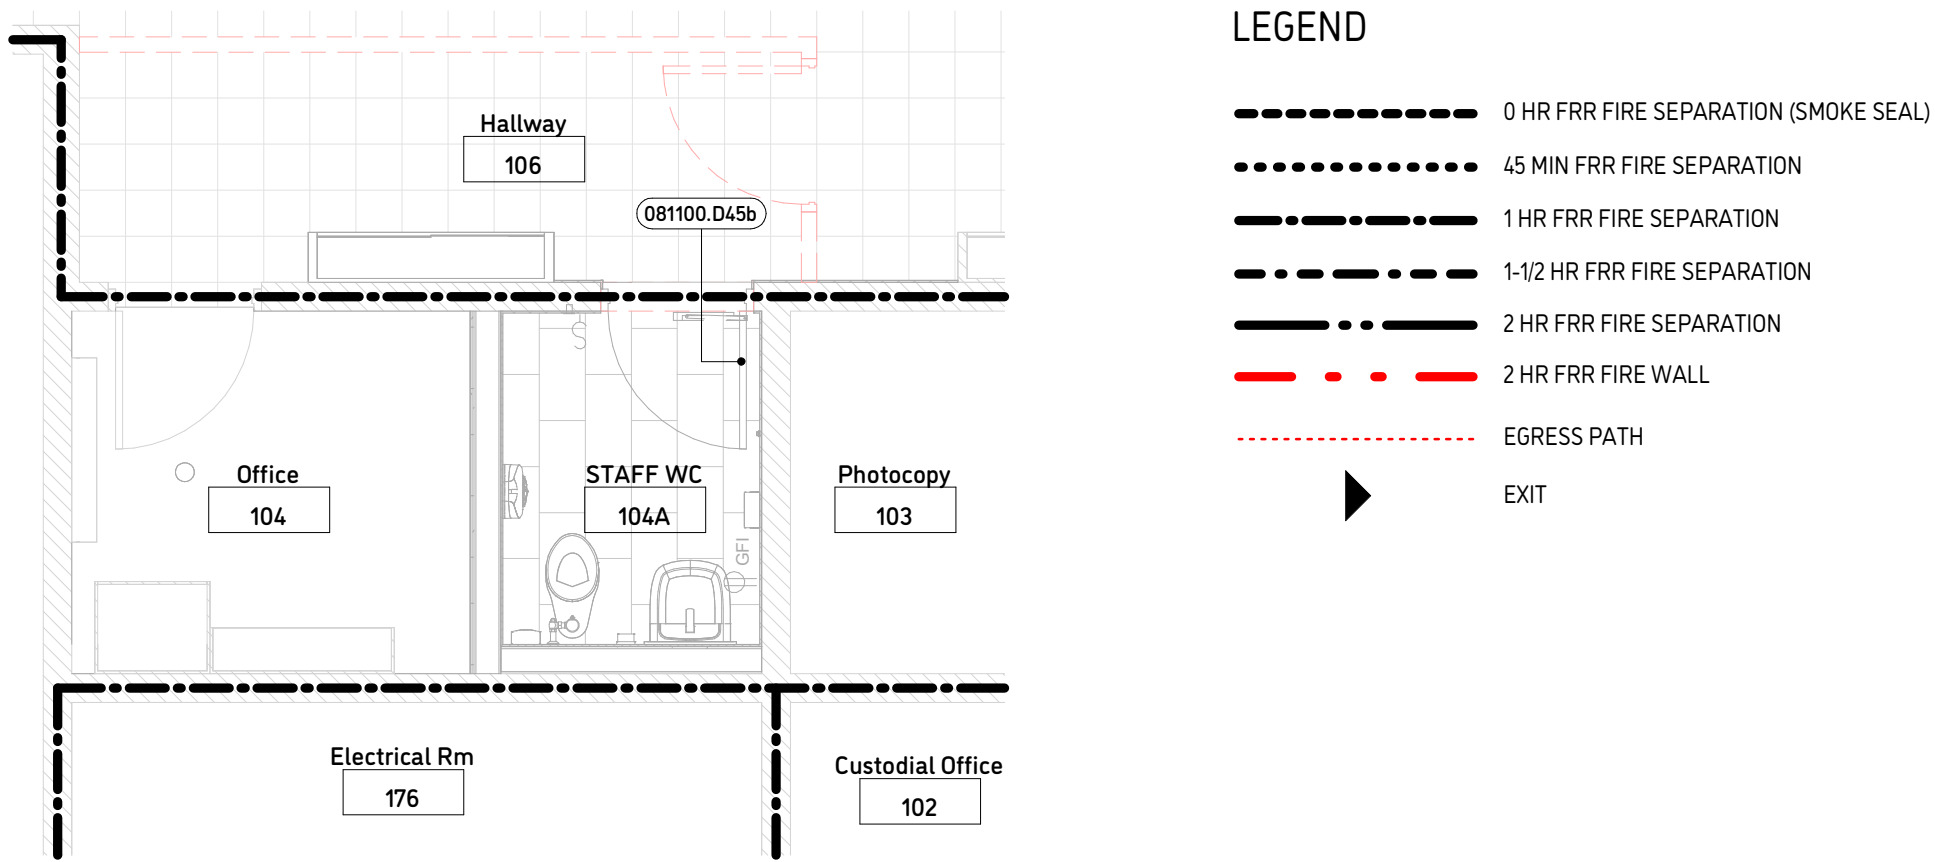 LEGEND
0 HR FRR FIRE SEPARATION (SMOKE SEAL)
45 MIN FRR FIRE SEPARATION
1 HR FRR FIRE SEPARATION
1-1/2 HR FRR FIRE SEPARATION
2 HR FRR FIRE SEPARATION
2 HR FRR FIRE WALL
EGRESS PATH
EXIT
Hallway
106
081100.D45b
S
Office
104
STAFF WC
104A
Photocopy
103
GFI
Electrical Rm
176
Custodial Office
102